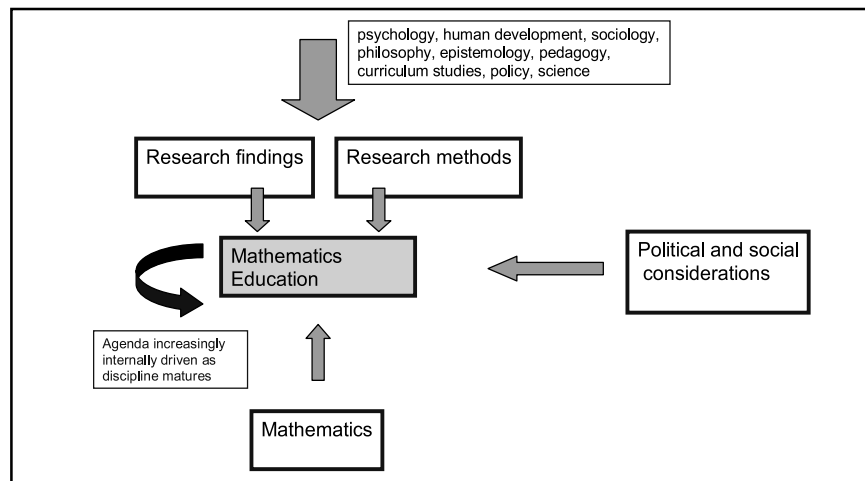 psychology, human development, sociology,
philosophy, epistemology, pedagogy,
curriculum studies, policy, science
Research findings
Research methods
Mathematics
Education
Political and social
considerations
Agenda increasingly
internally driven as
discipline matures
Mathematics